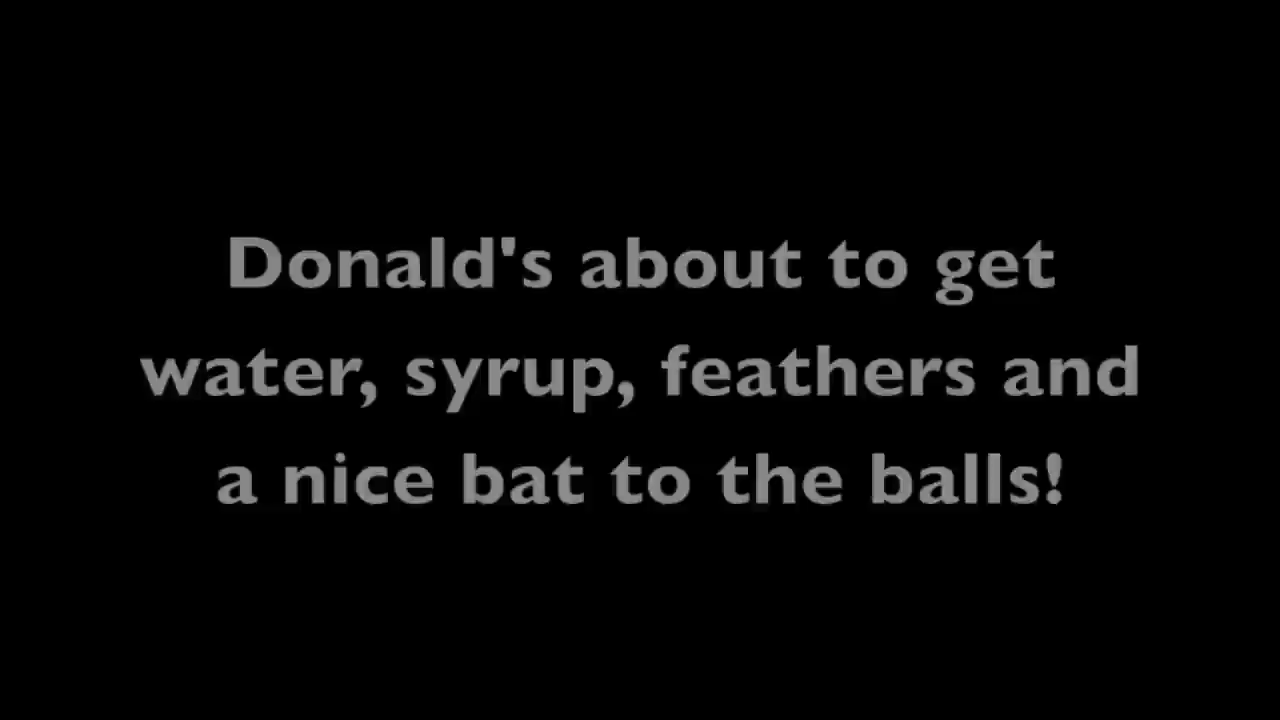 Donald's about to get
water, syrup, feathers and
a nice bat to the balls!